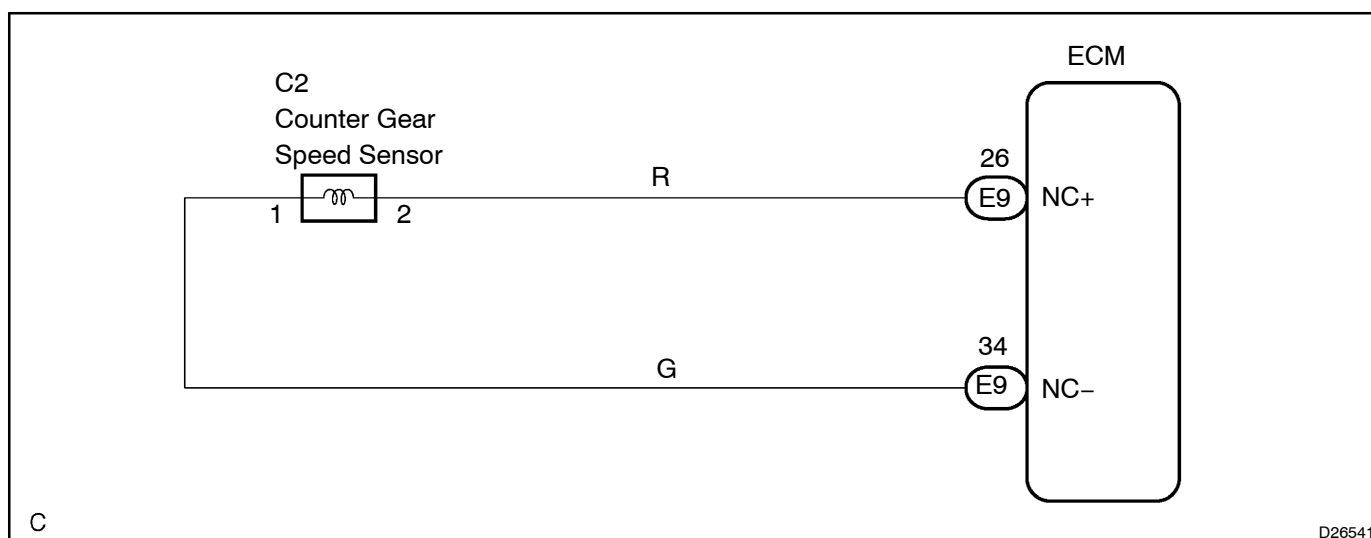 ECM
C2
Counter Gear
Speed Sensor
1
2
R
26
E9
NC+
G
34
E9
NC−
C
D26541